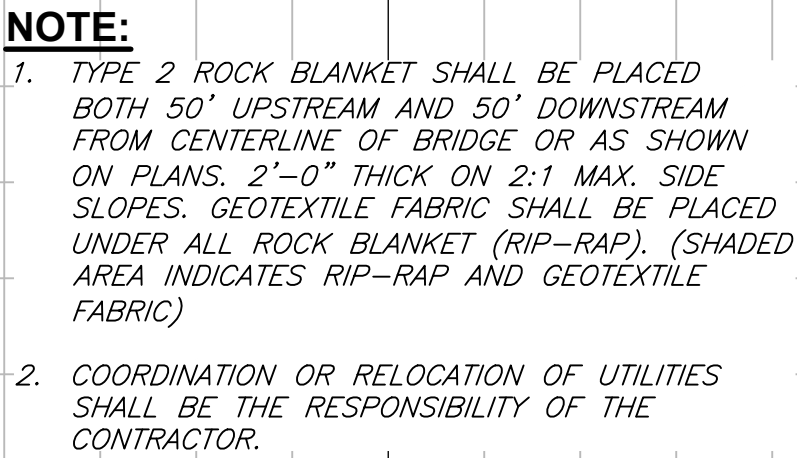 NOTE:
1. TYPE 2 ROCK BLANKET SHALL BE PLACED
BOTH 50' UPSTREAM AND 50' DOWNSTREAM
FROM CENTERLINE OF BRIDGE OR AS SHOWN
ON PLANS. 2'-0" THICK ON 2:1 MAX. SIDE
SLOPES. GEOTEXTILE FABRIC SHALL BE PLACED
UNDER ALL ROCK BLANKET (RIP-RAP). (SHADED
AREA INDICATES RIP-RAP AND GEOTEXTILE
FABRIC)
2. COORDINATION OR RELOCATION OF UTILITIES
SHALL BE THE RESPONSIBILITY OF THE
CONTRACTOR.